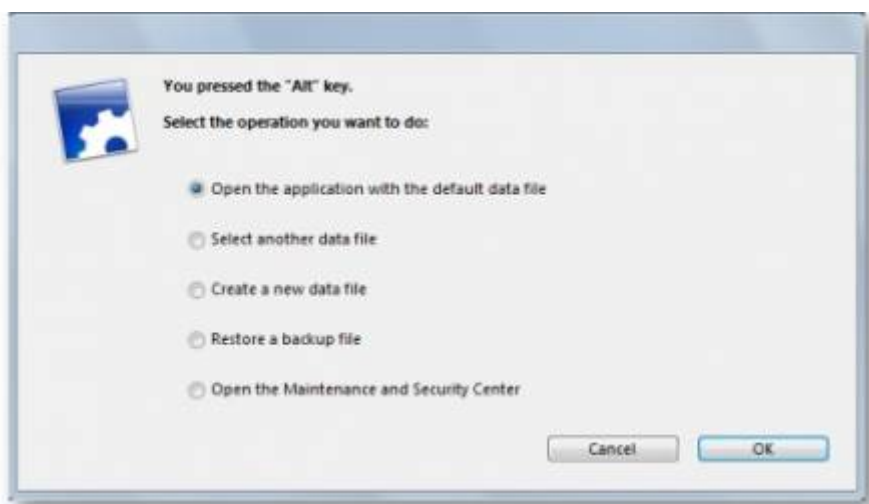 You pressed the "Alt" key.
Select the operation you want to do:
Open the application with the default data file
Select another data file
Create a new data file
Restore a backup file
Open the Maintenance and Security Center
Cancel OK